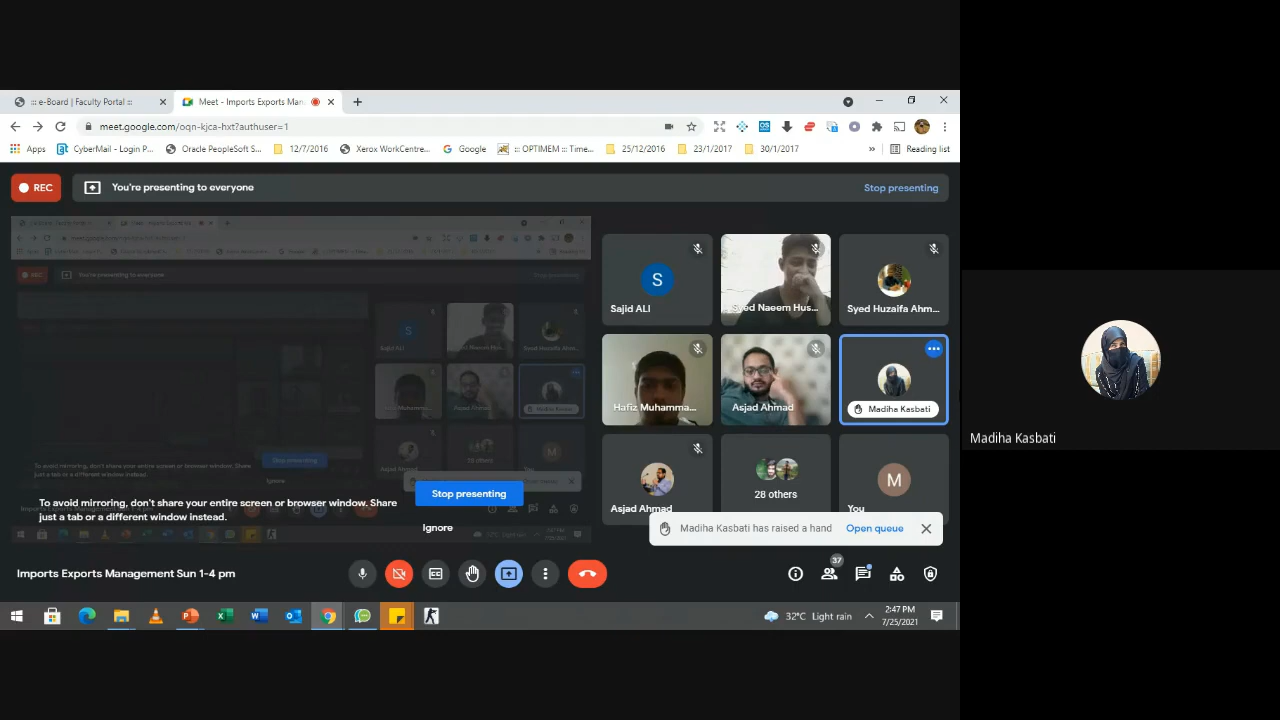 ::: e-Board | Faculty Portal :::
Meet - Imports Exports Man
meet.google.com/oqn-kjca-hxt?authuser=1
Apps CyberMail - Login P... Oracle PeopleSoft S... 12/7/2016 Xerox WorkCentre... Google ::: OPTIMEM ::: Time... 25/12/2016 23/1/2017 30/1/2017 » Reading list
REC You're presenting to everyone Stop presenting
Sajid ALI
Syed Naeem Hus...
Syed Huzaifa Ahm...
Hafiz Muhamma...
Asjad Ahmad
Madiha Kasbati
Madiha Kasbati
S
M
28 others
Asjad Ahmad
You
To avoid mirroring, don't share your entire screen or browser window. Share
just a tab or a different window instead.
Stop presenting
Ignore
Madiha Kasbati has raised a hand Open queue
Imports Exports Management Sun 1-4 pm
37
32°C Light rain
2:47 PM
7/25/2021